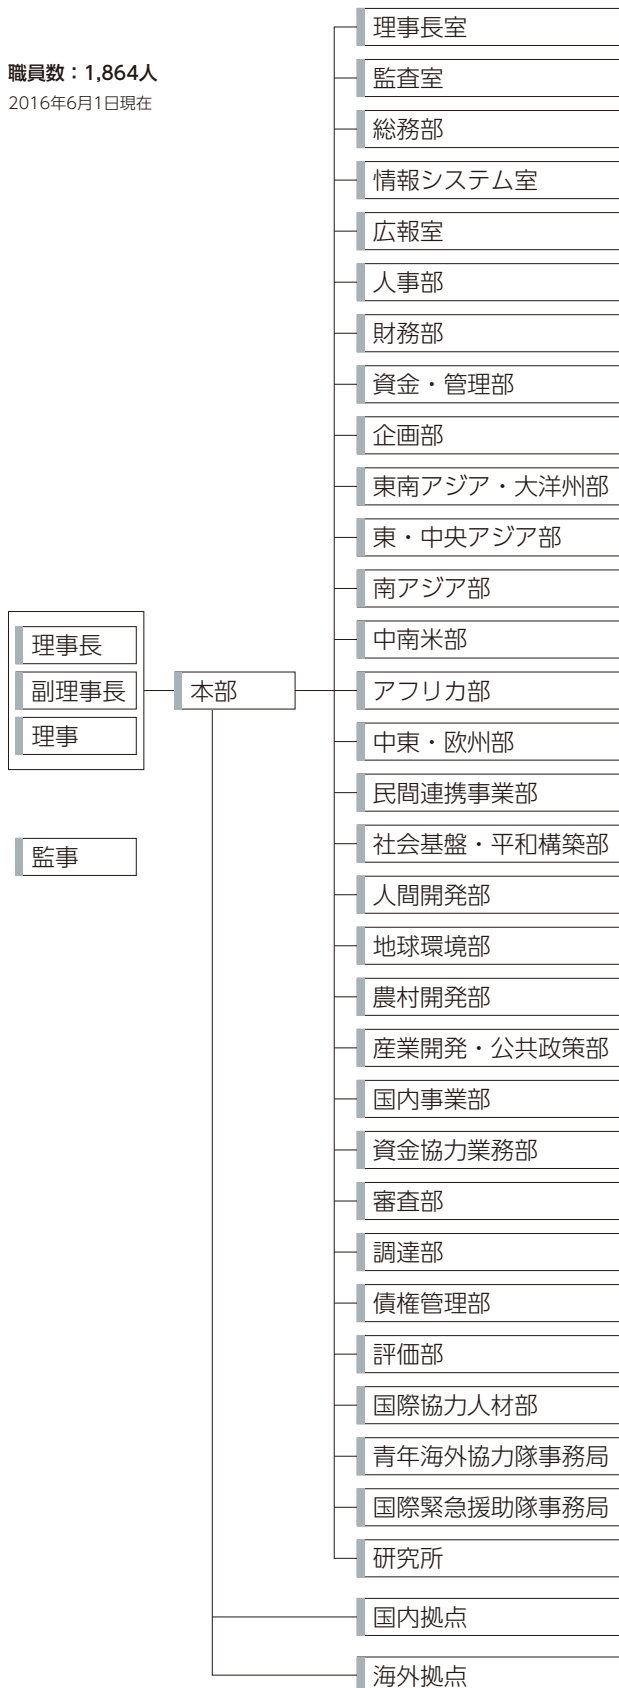 職員数：1,864人
2016年6月1日現在
理事長
副理事長
理事
監事
本部
理事長室
監査室
総務部
情報システム室
広報室
人事部
財務部
資金・管理部
企画部
東南アジア・大洋州部
東・中央アジア部
南アジア部
中南米部
アフリカ部
中東・欧州部
民間連携事業部
社会基盤・平和構築部
人間開発部
地球環境部
農村開発部
産業開発・公共政策部
国内事業部
資金協力業務部
審査部
調達部
債権管理部
評価部
国際協力人材部
青年海外協力隊事務局
国際緊急援助隊事務局
研究所
国内拠点
海外拠点